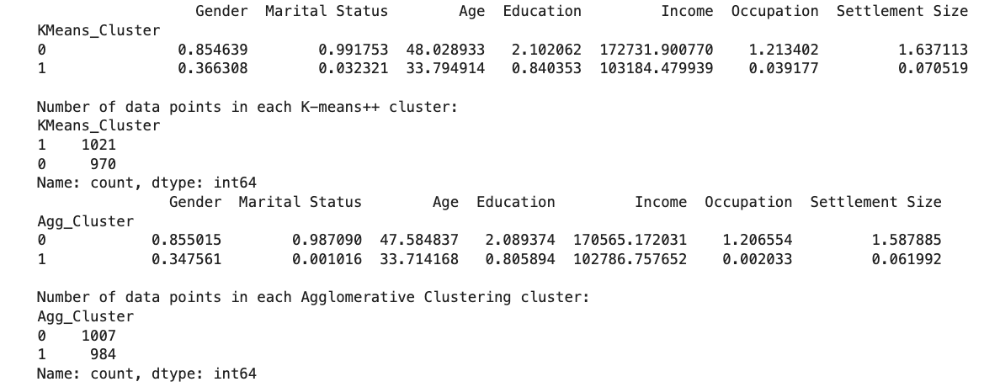 Gender Marital Status Age Education Income Occupation Settlement Size
KMeans_Cluster
0 0.854639 0.991753 48.028933 2.102062 172731.900770 1.213402 1.637113
1 0.366308 0.032321 33.794914 0.840353 103184.479939 0.039177 0.070519
Number of data points in each K-means++ cluster:
KMeans_Cluster
1 1021
0 970
Name: count, dtype: int64
Gender Marital Status Age Education Income Occupation Settlement Size
Agg_Cluster
0 0.855015 0.987090 47.584837 2.089374 170565.172031 1.206554 1.587885
1 0.347561 0.001016 33.714168 0.805894 102786.757652 0.002033 0.061992
Number of data points in each Agglomerative Clustering cluster:
Agg_Cluster
0 1007
1 984
Name: count, dtype: int64